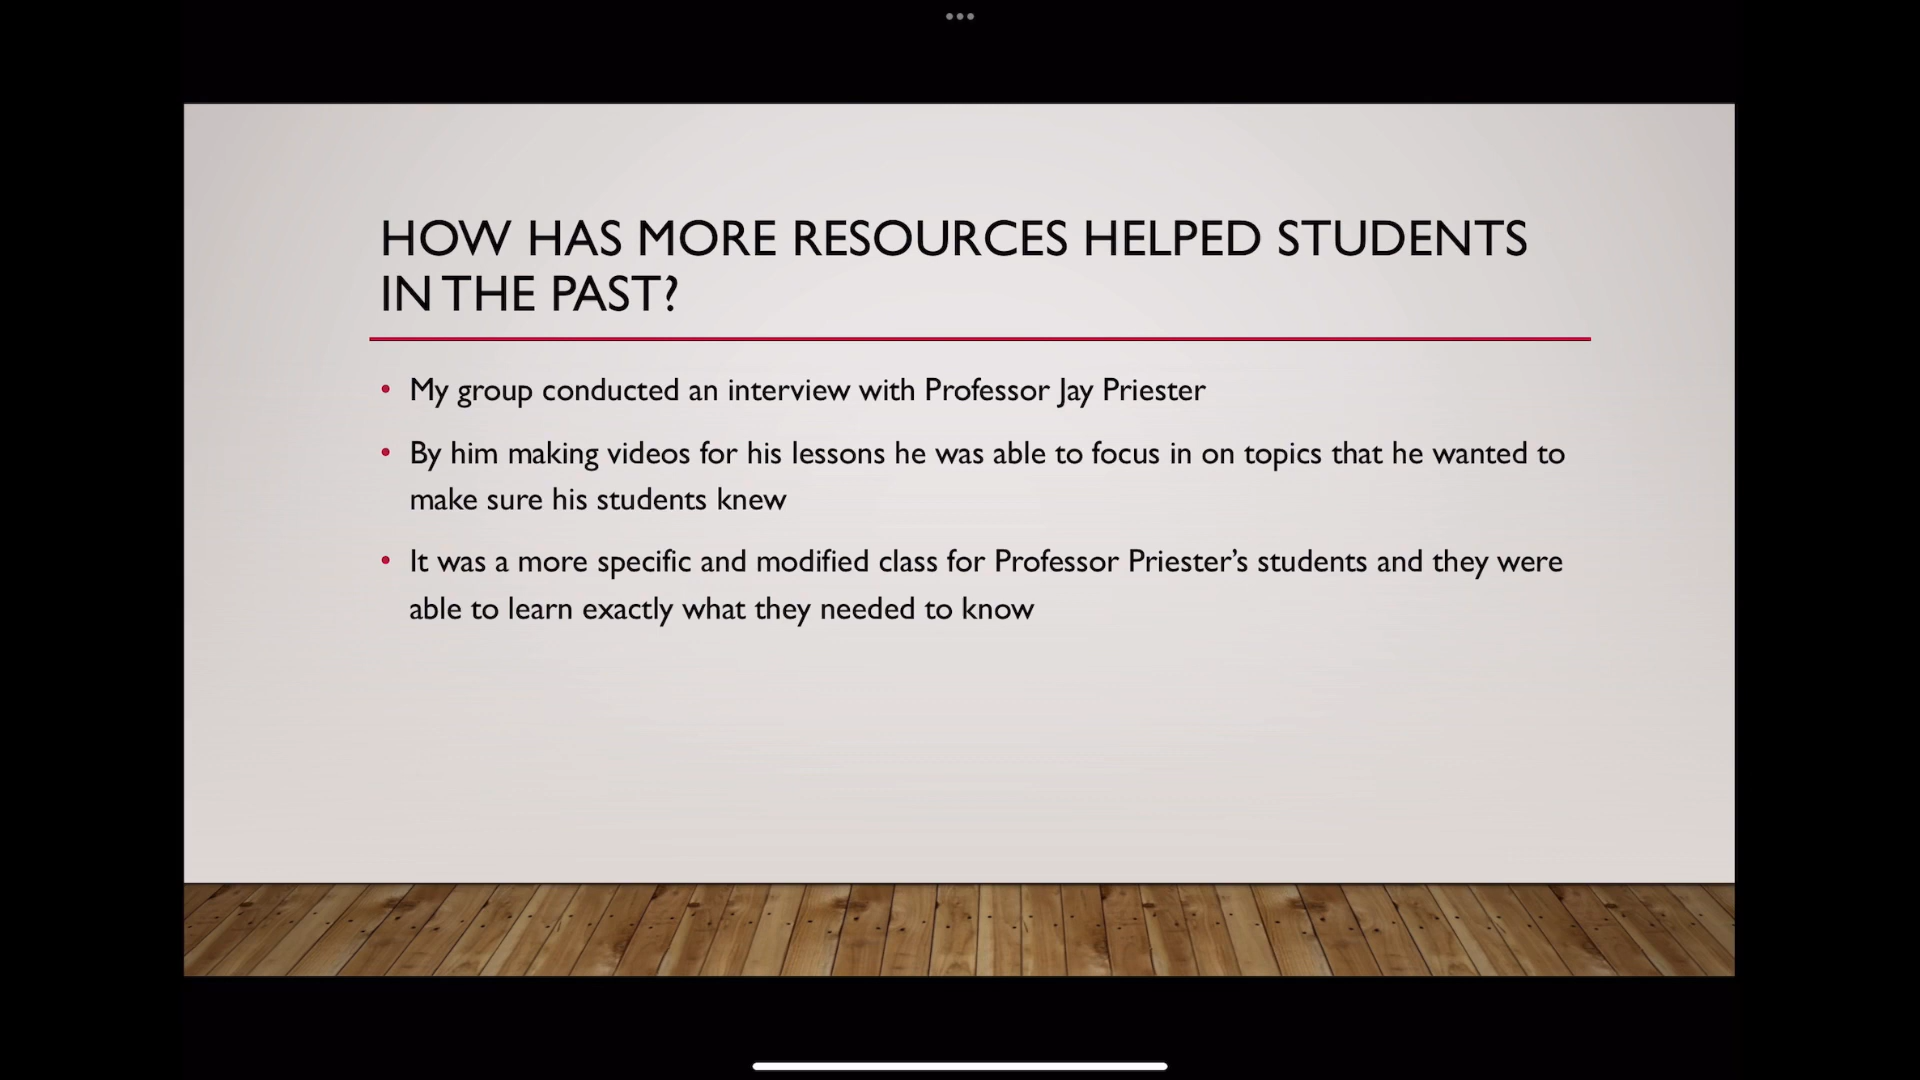 HOW HAS MORE RESOURCES HELPED STUDENTS
IN THE PAST?
• My group conducted an interview with Professor Jay Priester
• By him making videos for his lessons he was able to focus in on topics that he wanted to
make sure his students knew
• It was a more specific and modified class for Professor Priester’s students and they were
able to learn exactly what they needed to know